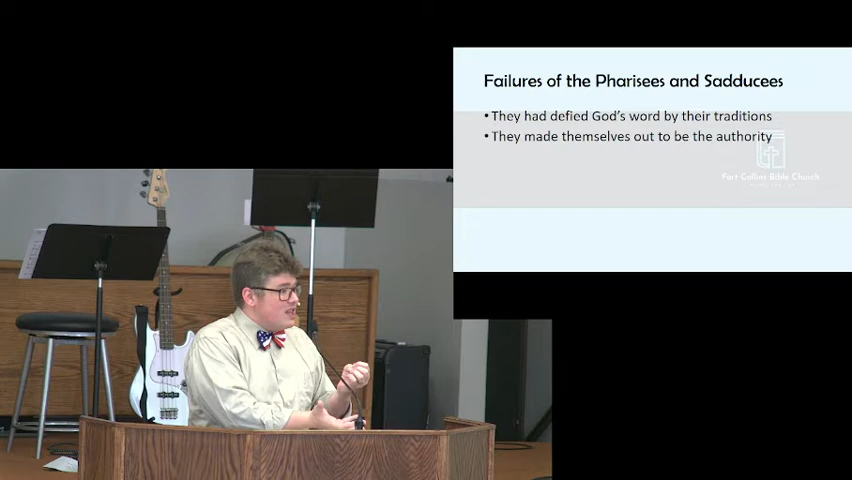 Failures of the Pharisees and Sadducees
• They had defied God's word by their traditions
• They made themselves out to be the authority
Fort Collins Bible Church